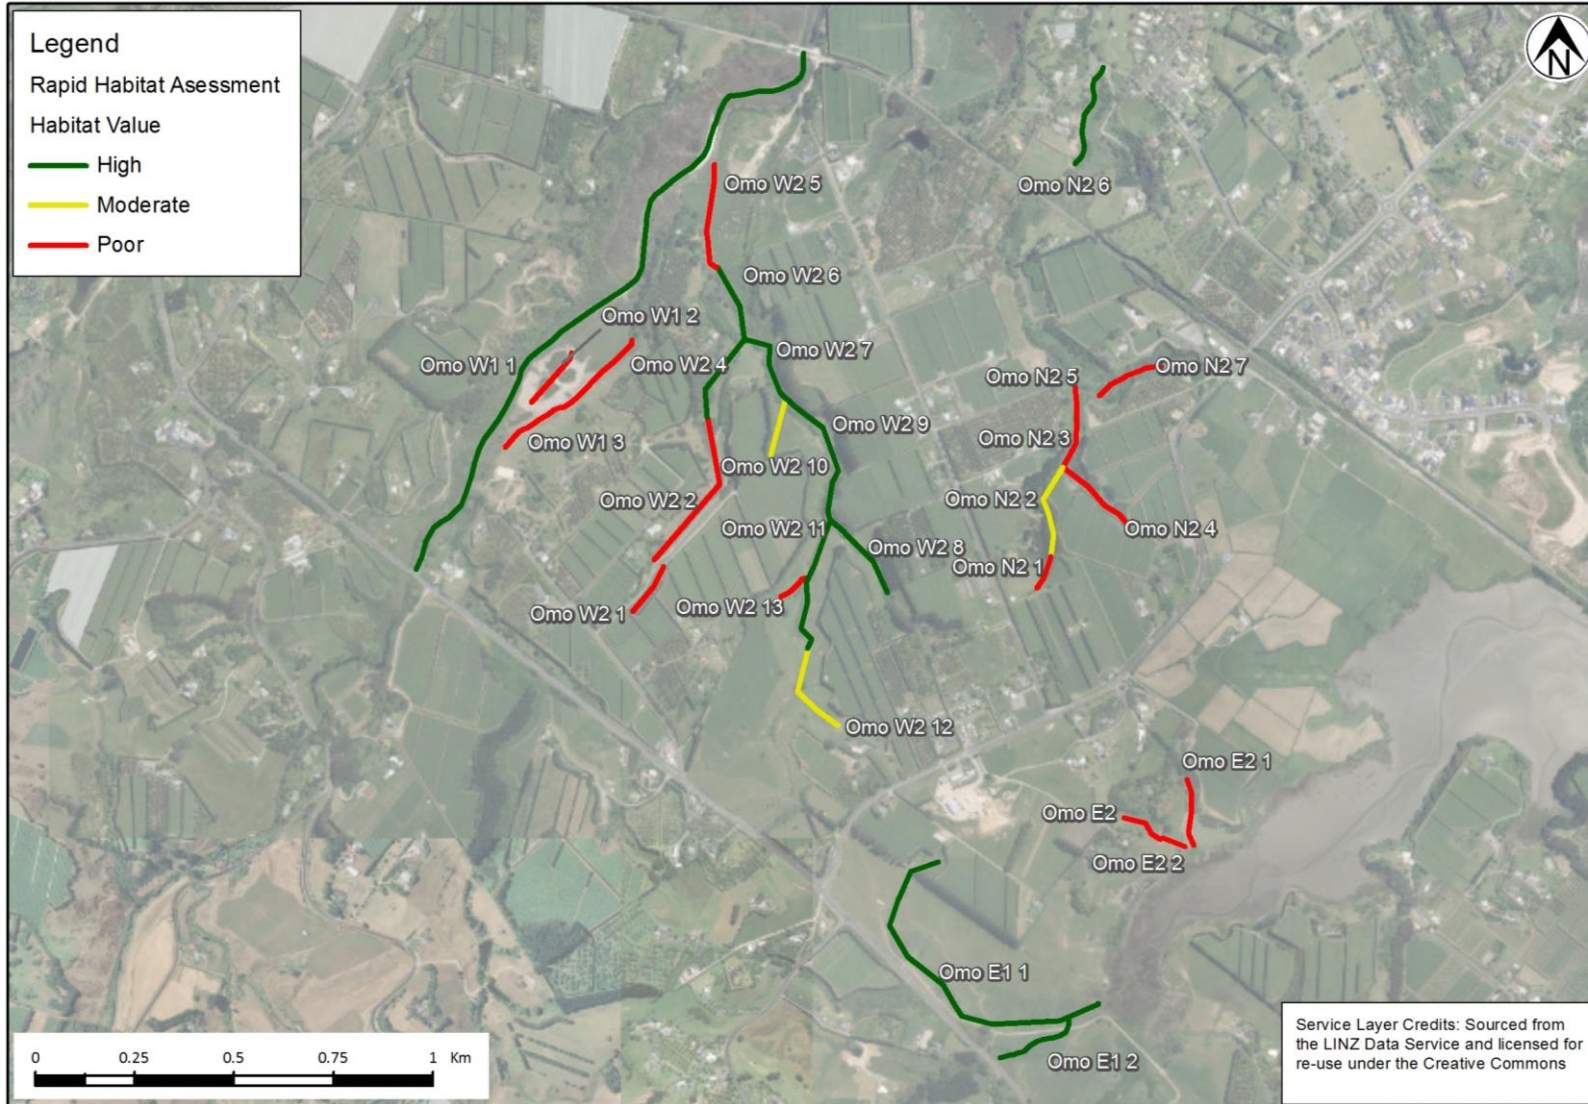 Legend
Rapid Habitat Asessment
Habitat Value
High
Moderate
Poor
N
Omo W2 5
Omo N2 6
Omo W2 6
Omo W1 2
Omo W2 7
Omo W1 1
Omo W2 4
Omo N2 7
Omo N2 5
Omo W2 9
Omo W1 3
Omo N2 3
Omo W2 10
Omo W2 2
Omo N2 2
Omo W2 11
Omo N2 4
Omo W2 8
Omo N2 1
Omo W2 1
Omo W2 13
Omo W2 12
Omo E2 1
Omo E2
Omo E2 2
Omo E1 1
Omo E1 2
0 0.25 0.5 0.75 1 Km
Service Layer Credits: Sourced from
the LINZ Data Service and licensed for
re-use under the Creative Commons